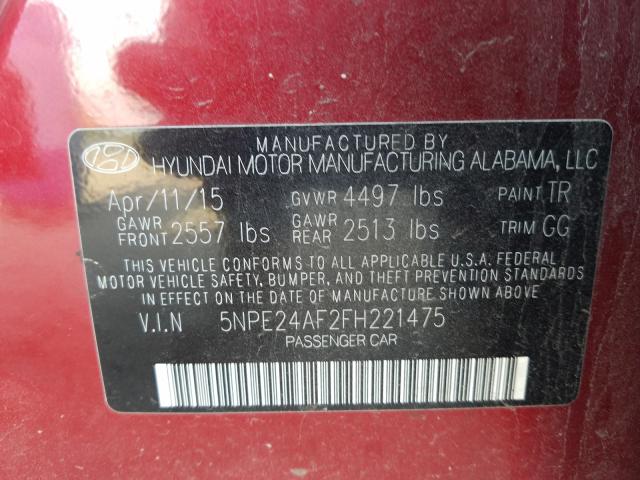 MANUFACTURED BY
HYUNDAI MOTOR MANUFACTURING ALABAMA, LLC
Apr/11/15 GVWR 4497 lbs PAINT TR
GAWR FRONT 2557 lbs GAWR REAR 2513 lbs TRIM GG
THIS VEHICLE CONFORMS TO ALL APPLICABLE U.S.A. FEDERAL
MOTOR VEHICLE SAFETY, BUMPER, AND THEFT PREVENTION STANDARDS
IN EFFECT ON THE DATE OF MANUFACTURE SHOWN ABOVE.
V.I.N 5NPE24AF2FH221475
PASSENGER CAR